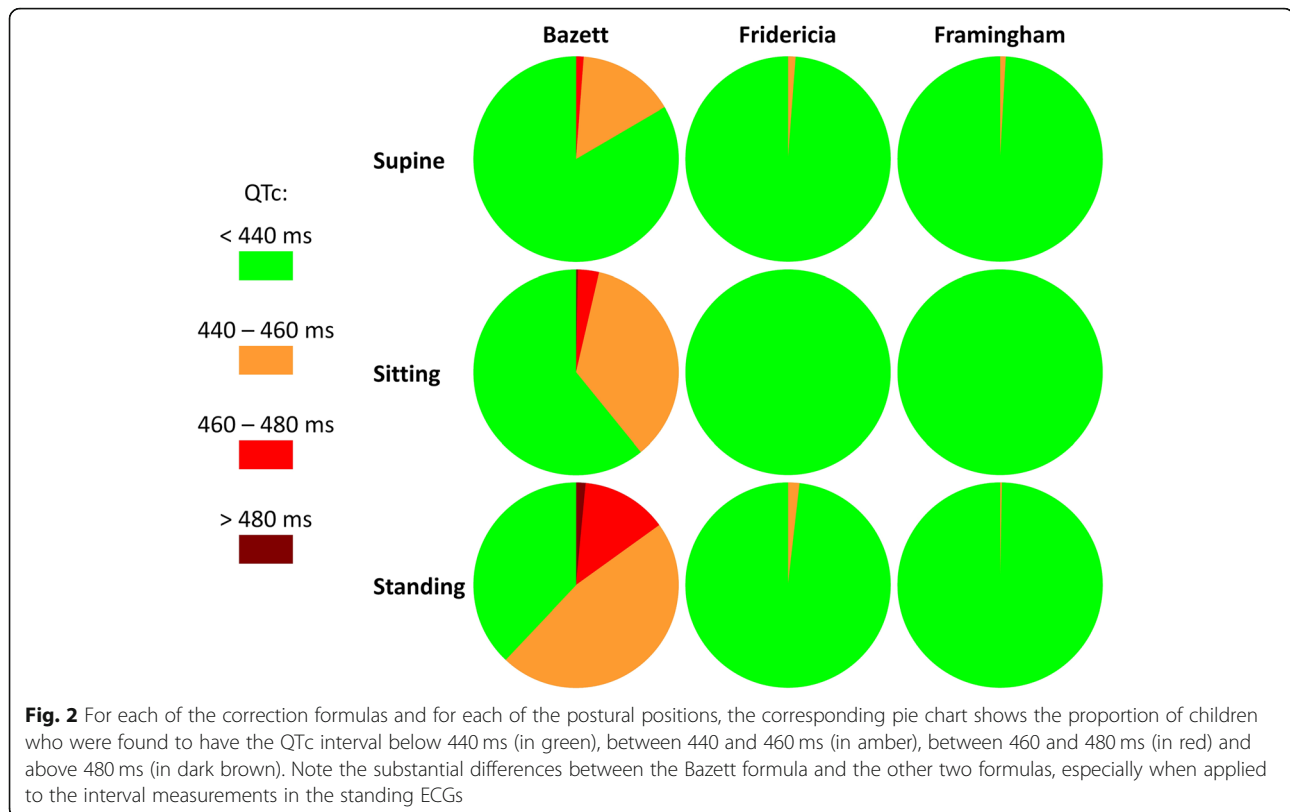 Bazett Fridericia Framingham
Supine
QTc:
< 440 ms
440 – 460 ms
Sitting
460 – 480 ms
> 480 ms
Standing
Fig. 2 For each of the correction formulas and for each of the postural positions, the corresponding pie chart shows the proportion of children
who were found to have the QTc interval below 440 ms (in green), between 440 and 460 ms (in amber), between 460 and 480 ms (in red) and
above 480 ms (in dark brown). Note the substantial differences between the Bazett formula and the other two formulas, especially when applied
to the interval measurements in the standing ECGs